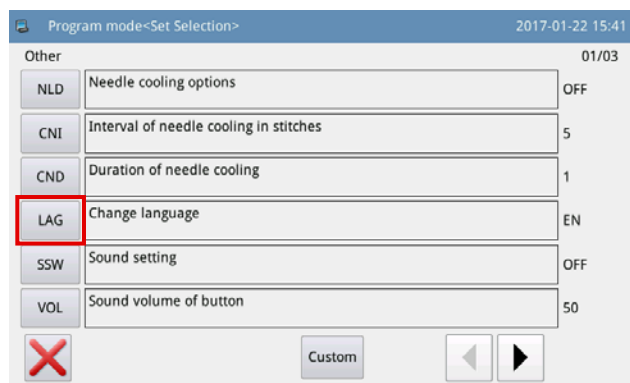 Program mode<Set Selection> 2017-01-22 15:41
Other 01/03
NLD Needle cooling options OFF
CNI Interval of needle cooling in stitches 5
CND Duration of needle cooling 1
LAG Change language EN
SSW Sound setting OFF
VOL Sound volume of button 50
Custom